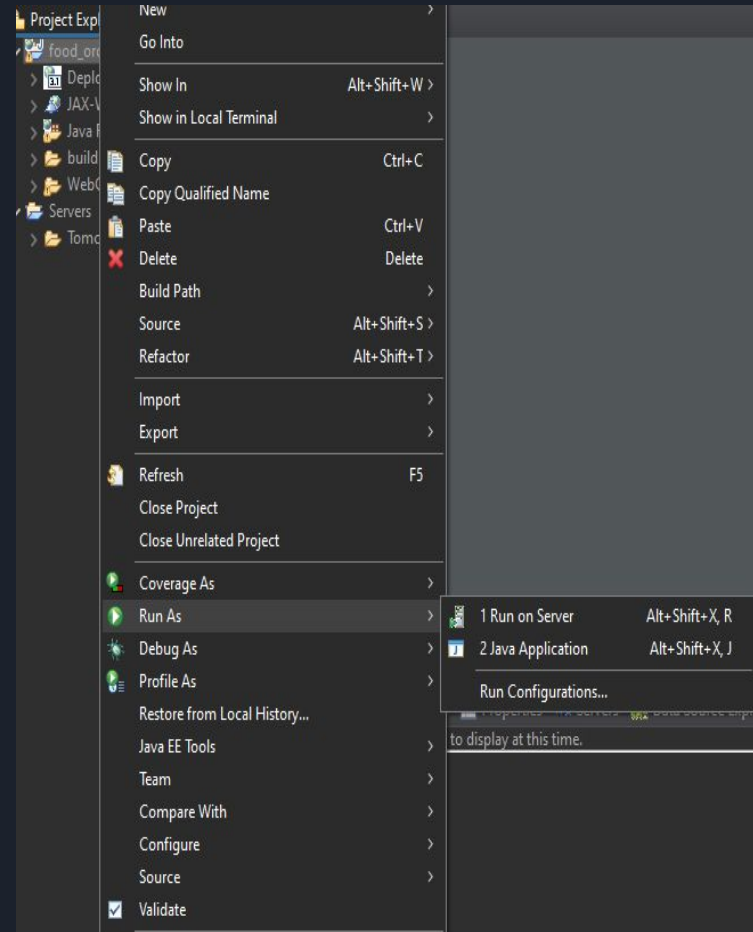 Project Expl
food_ord
Deplo
JAX-W
Java R
build
WebC
Servers
Tomc
New
Go Into
Show In Alt+Shift+W
Show in Local Terminal
Copy Ctrl+C
Copy Qualified Name
Paste Ctrl+V
Delete Delete
Build Path
Source Alt+Shift+S
Refactor Alt+Shift+T
Import
Export
Refresh F5
Close Project
Close Unrelated Project
Coverage As
Run As
Debug As
Profile As
Restore from Local History...
Java EE Tools
Team
Compare With
Configure
Source
Validate
1 Run on Server Alt+Shift+X, R
2 Java Application Alt+Shift+X, J
Run Configurations...
to display at this time.